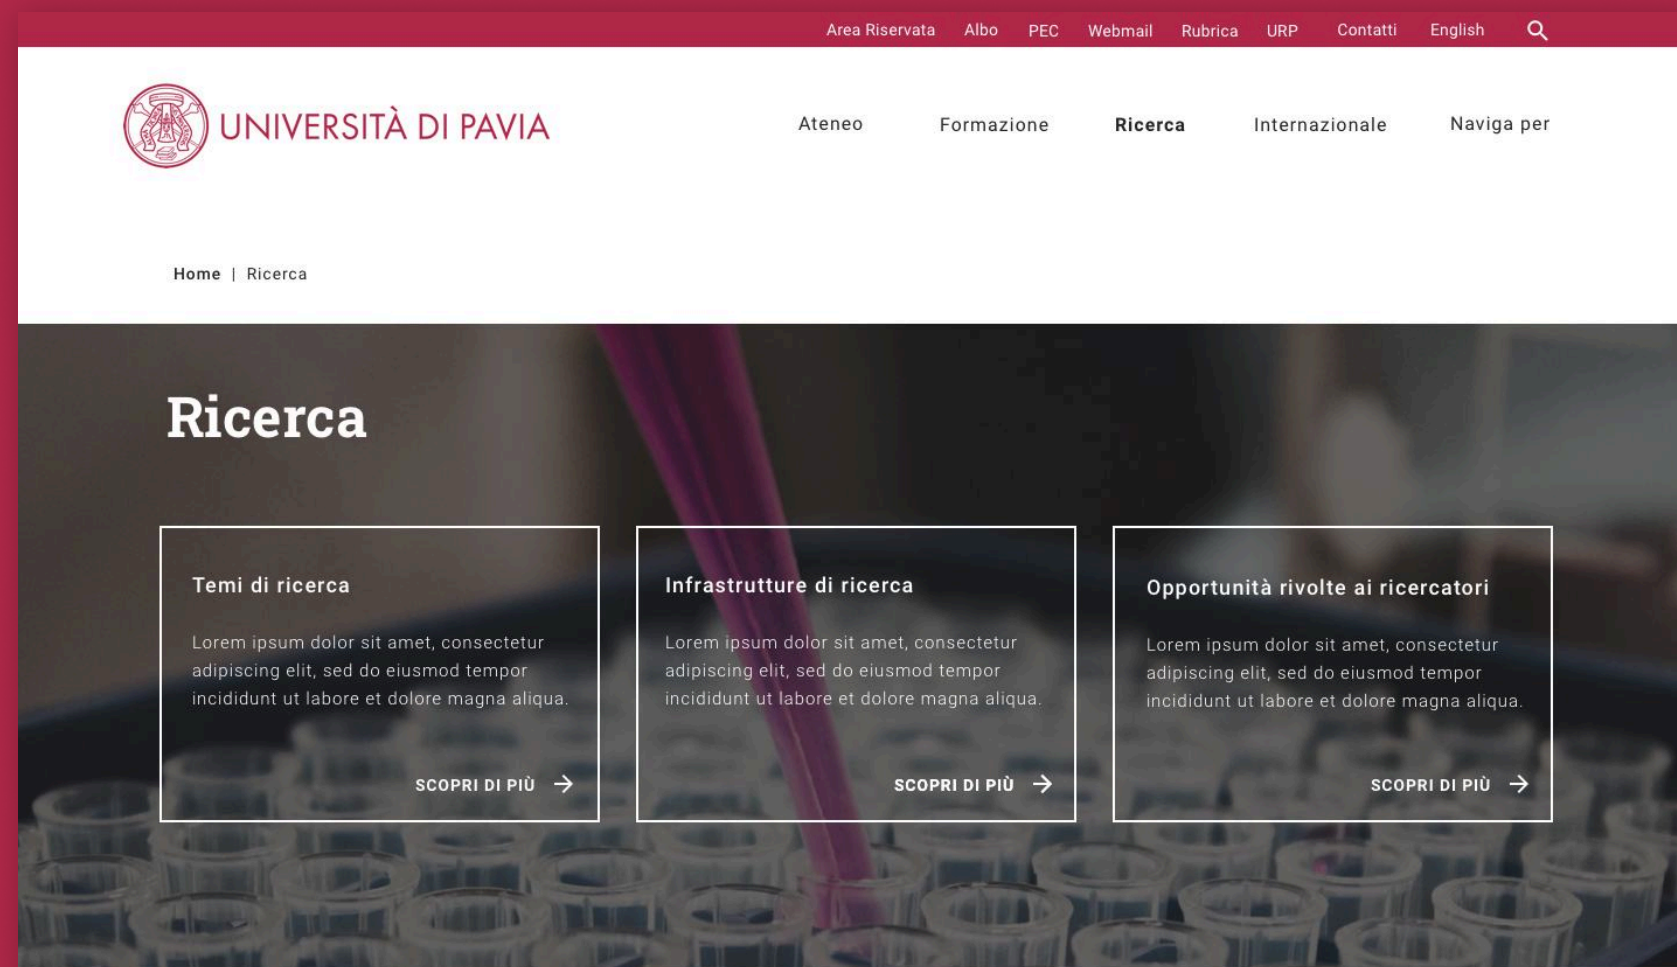 Area Riservata Albo PEC Webmail Rubrica URP Contatti English
UNIVERSITÀ DI PAVIA
Ateneo Formazione Ricerca Internazionale Naviga per
Home | Ricerca
Ricerca
Temi di ricerca
Lorem ipsum dolor sit amet, consectetur
adipiscing elit, sed do eiusmod tempor
incididunt ut labore et dolore magna aliqua.
SCOPRI DI PIÙ
Infrastrutture di ricerca
Lorem ipsum dolor sit amet, consectetur
adipiscing elit, sed do eiusmod tempor
incididunt ut labore et dolore magna aliqua.
SCOPRI DI PIÙ
Opportunità rivolte ai ricercatori
Lorem ipsum dolor sit amet, consectetur
adipiscing elit, sed do eiusmod tempor
incididunt ut labore et dolore magna aliqua.
SCOPRI DI PIÙ